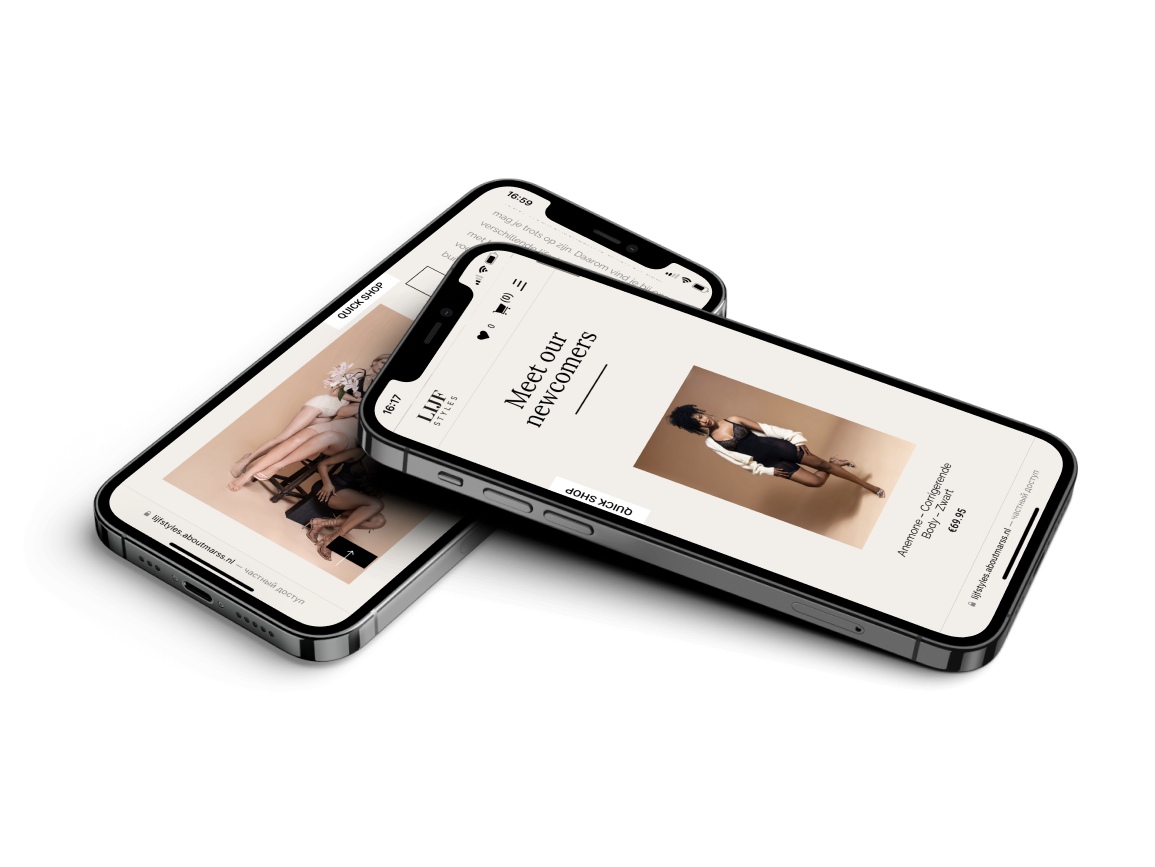 16:59
mag je trots op zijn. Daarom vind je bij
verschillende
met
QUICK SHOP
lijfstyles.aboutmarss.nl — частный доступ
16:17
LIJF
STYLES
0
(0)
Meet our
newcomers
QUICK SHOP
Anemone - Corrigerende
Body - Zwart
€69.95
lijfstyles.aboutmarss.nl — частный доступ